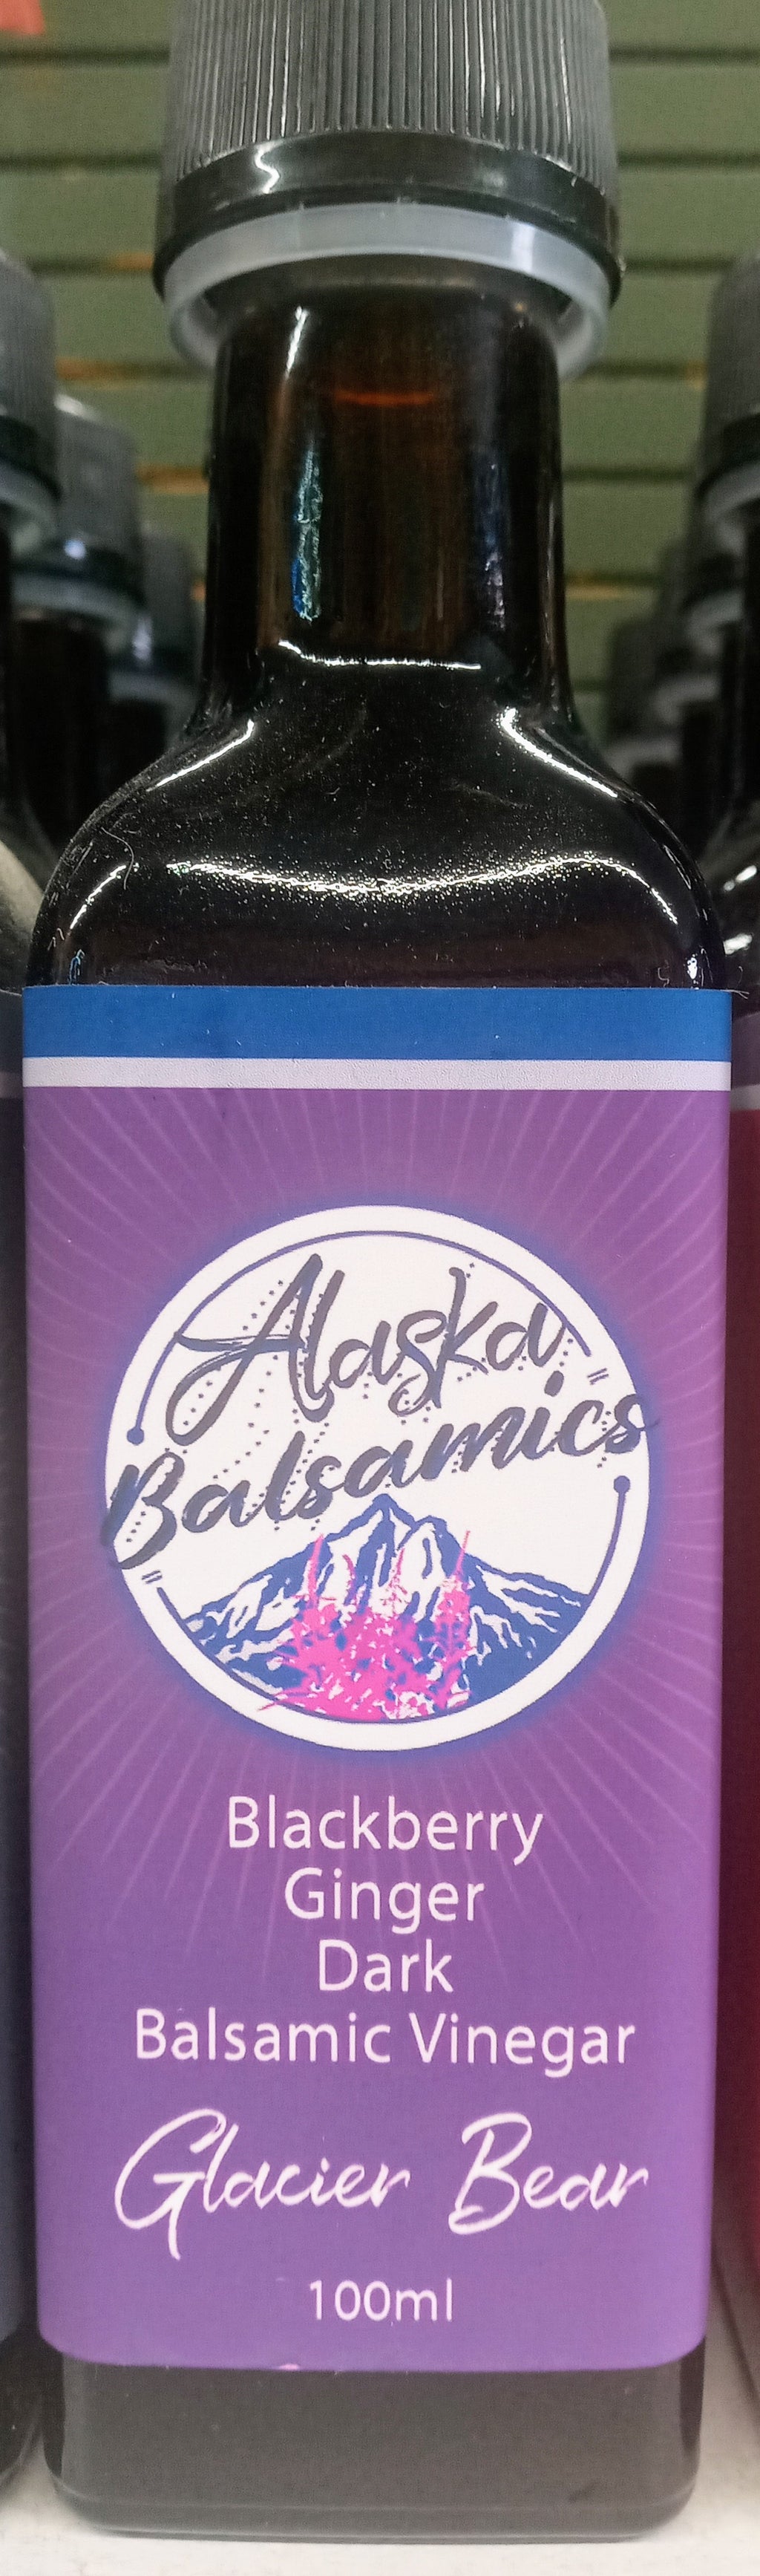 Alaska
Balsamics
Blackberry
Ginger
Dark
Balsamic Vinegar
Glacier Bear
100ml